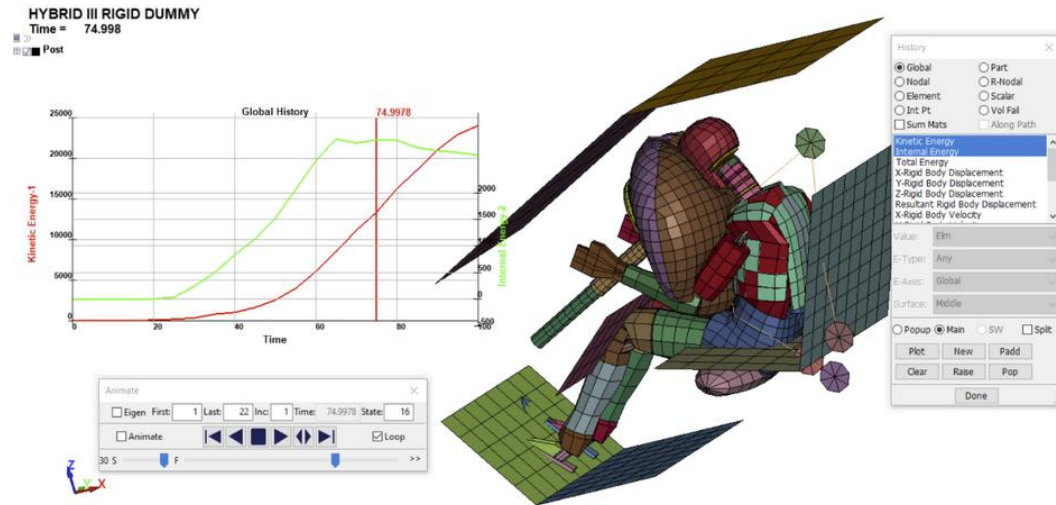 HYBRID III RIGID DUMMY
Time = 74.998
Post
Global History
74.9978
25000
20000
15000
10000
5000
0
Kinetic Energy-1
2000
1500
1000
500
0
-500
Internal Energy-2
0 20 40 60 80 100
Time
Animate
Eigen First: 1 Last: 22 Inc: 1 Time: 74.9978 State: 16
Animate Loop
30 S F >>
Z Y X
History
Global Part
Nodal R-Nodal
Element Scalar
Int Pt Vol Fail
Sum Mats Along Path
Kinetic Energy
Internal Energy
Total Energy
X-Rigid Body Displacement
Y-Rigid Body Displacement
Z-Rigid Body Displacement
Resultant Rigid Body Displacement
X-Rigid Body Velocity
Value: Elm
E-Type: Any
E-Axes: Global
Surface: Middle
Popup Main SW Split
Plot New Padd
Clear Raise Pop
Done